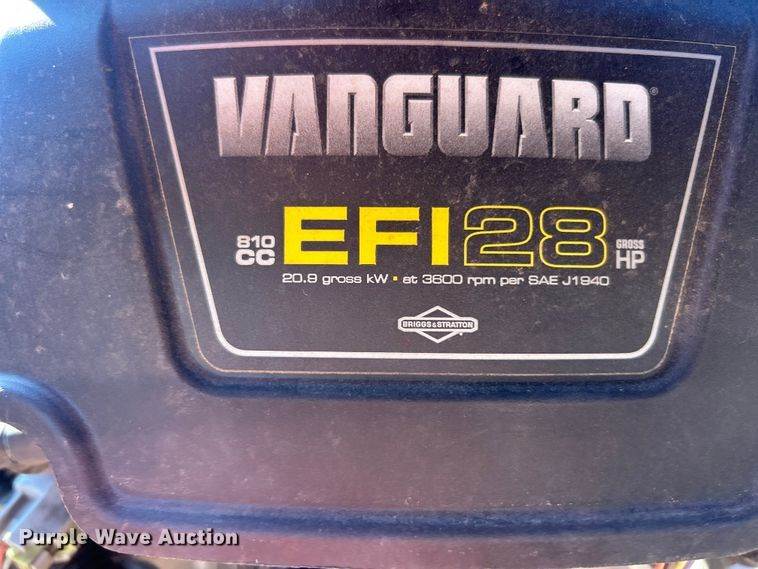 VANGUARD®
810 CC EFI 28 GROSS HP
20.9 gross kW • at 3600 rpm per SAE J1940
BRIGGS & STRATTON®
Purple Wave Auction